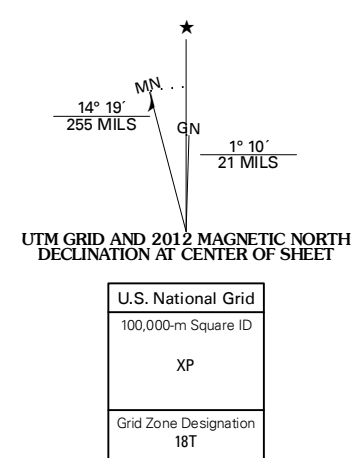 ★
MN
14° 19´
255 MILS
GN
1° 10´
21 MILS
UTM GRID AND 2012 MAGNETIC NORTH
DECLINATION AT CENTER OF SHEET
U.S. National Grid
100,000-m Square ID
XP
Grid Zone Designation
18T